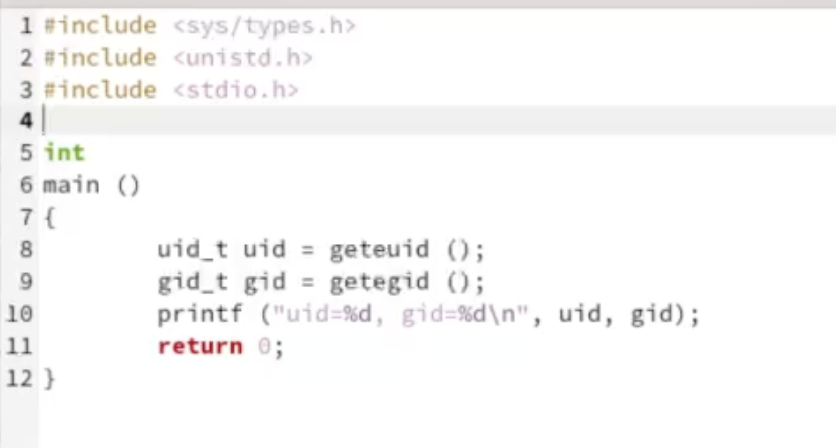 1 #include <sys/types.h>
2 #include <unistd.h>
3 #include <stdio.h>
4
5 int
6 main ()
7 {
8         uid_t uid = geteuid ();
9         gid_t gid = getegid ();
10         printf ("uid=%d, gid=%d\n", uid, gid);
11         return 0;
12 }